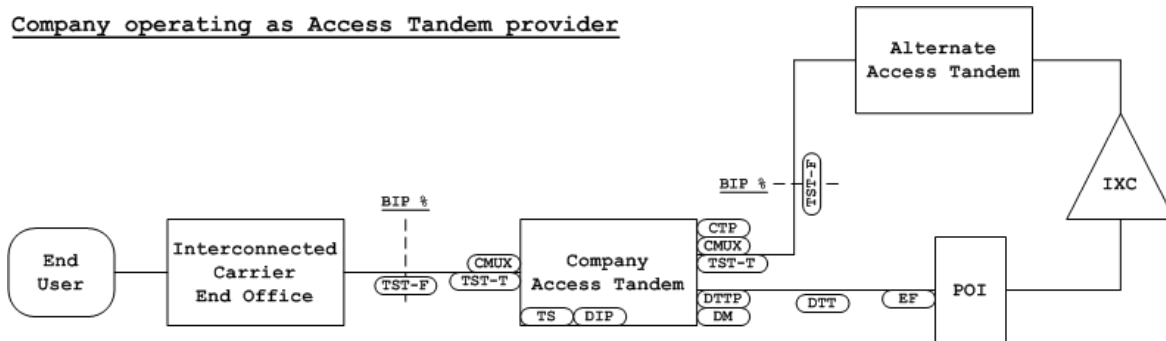 Company operating as Access Tandem provider
Alternate
Access Tandem
TST-F
BIP %
IXC
BIP %
End
User
Interconnected
Carrier
End Office
TST-F
CMUX
TST-T
Company
Access Tandem
TS
DIP
CTP
CMUX
TST-T
DTTP
DM
DTT
EF
POI